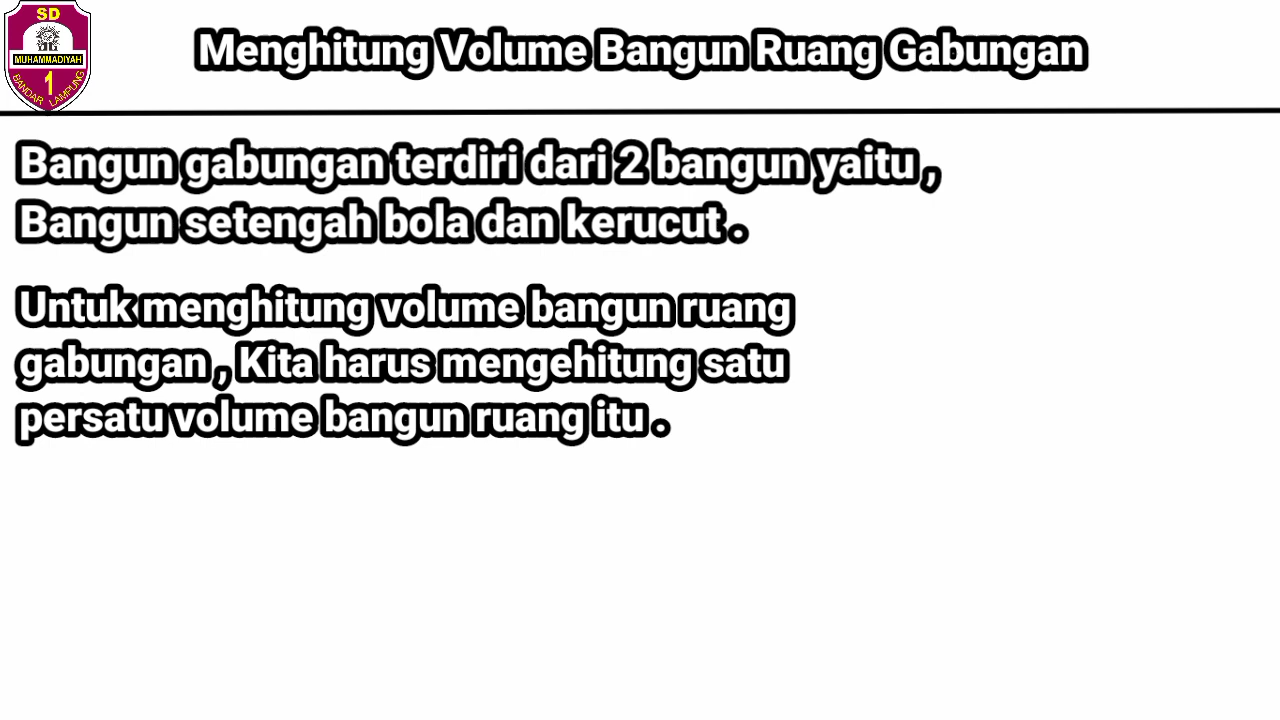 SD
MUHAMMADIYAH
1
BANDAR LAMPUNG
Menghitung Volume Bangun Ruang Gabungan
Bangun gabungan terdiri dari 2 bangun yaitu ,
Bangun setengah bola dan kerucut .
Untuk menghitung volume bangun ruang
gabungan , Kita harus mengehitung satu
persatu volume bangun ruang itu .